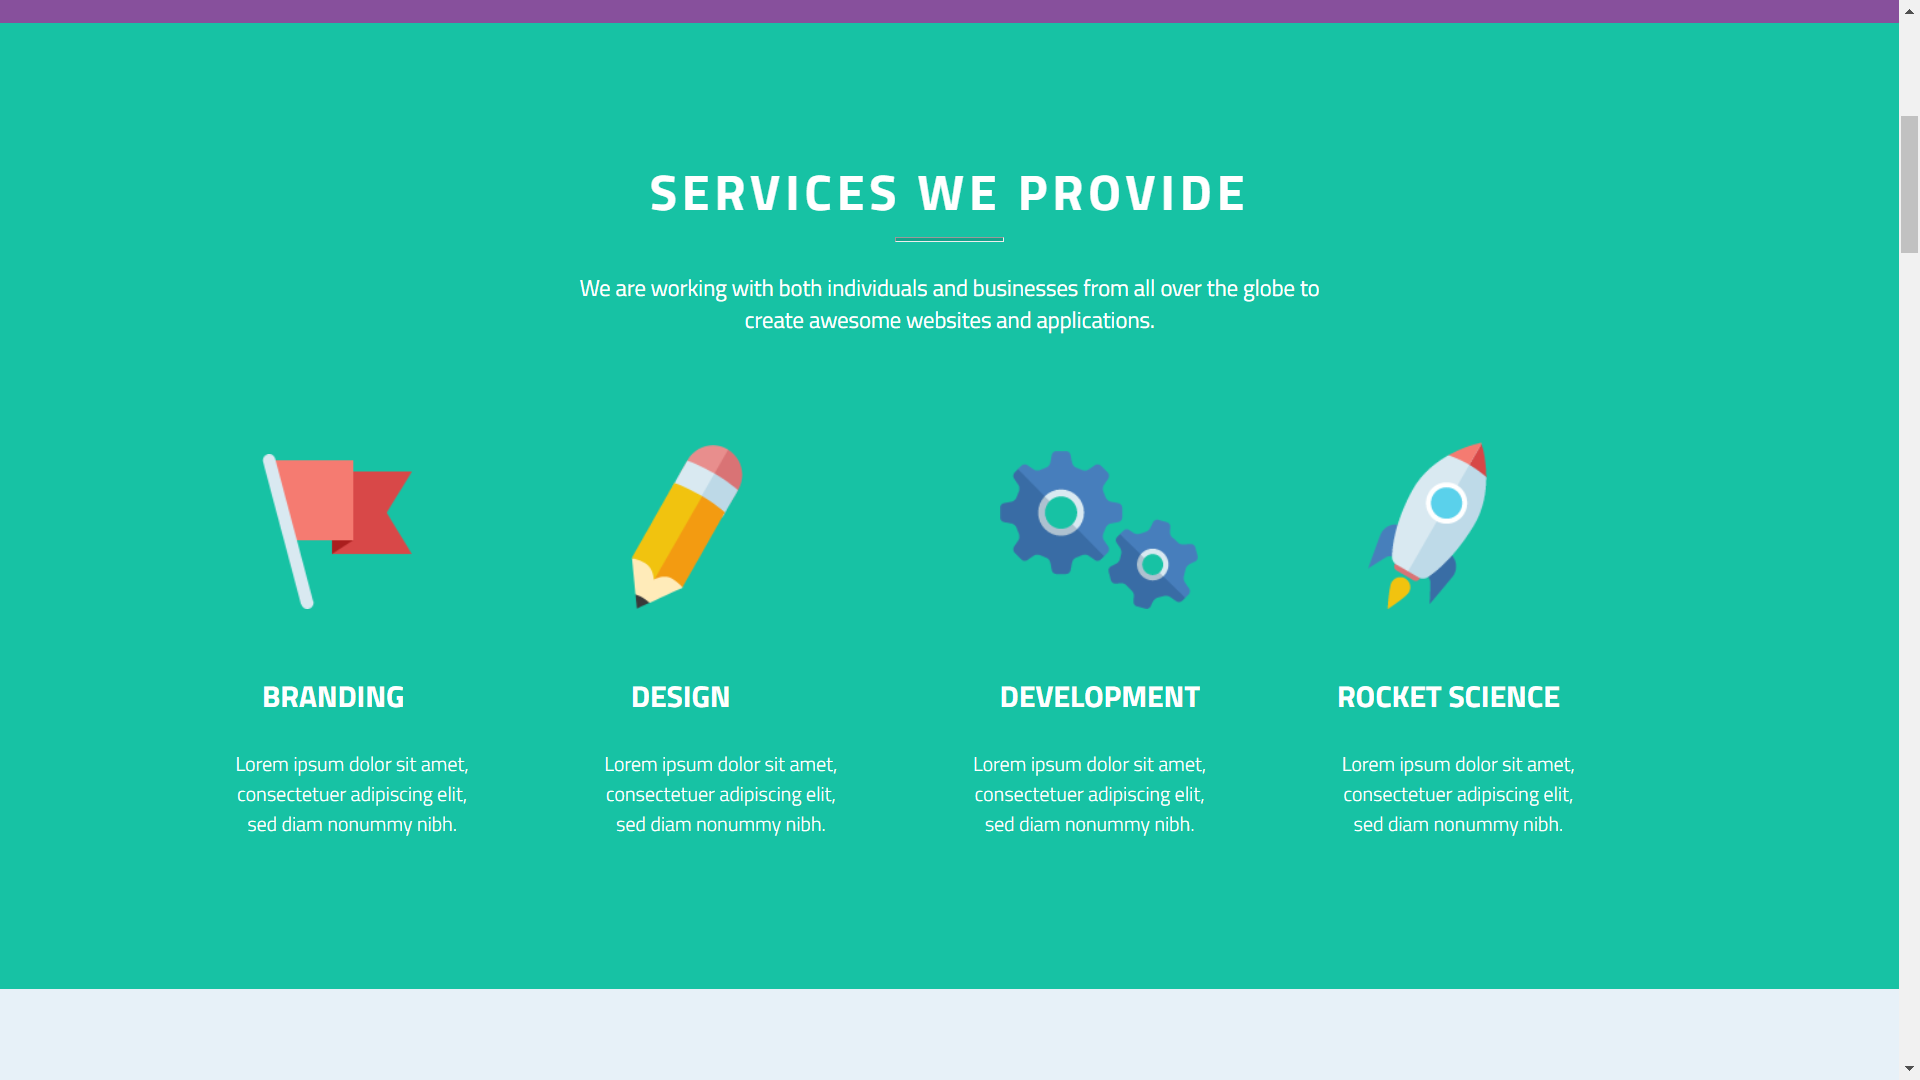 SERVICES WE PROVIDE
We are working with both individuals and businesses from all over the globe to
create awesome websites and applications.
BRANDING
Lorem ipsum dolor sit amet,
consectetuer adipiscing elit,
sed diam nonummy nibh.
DESIGN
Lorem ipsum dolor sit amet,
consectetuer adipiscing elit,
sed diam nonummy nibh.
DEVELOPMENT
Lorem ipsum dolor sit amet,
consectetuer adipiscing elit,
sed diam nonummy nibh.
ROCKET SCIENCE
Lorem ipsum dolor sit amet,
consectetuer adipiscing elit,
sed diam nonummy nibh.